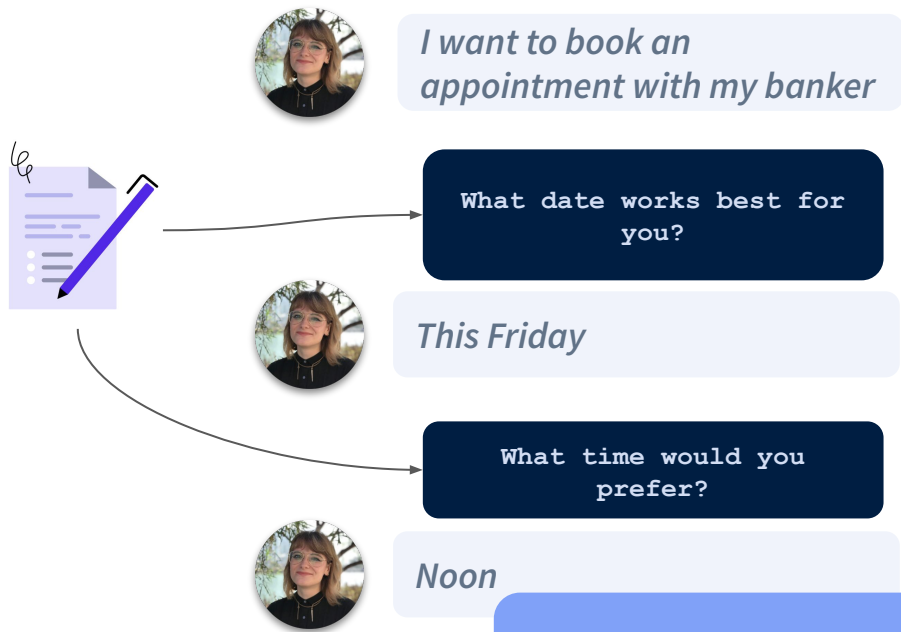 I want to book an
appointment with my banker
What date works best for
you?
This Friday
What time would you
prefer?
Noon